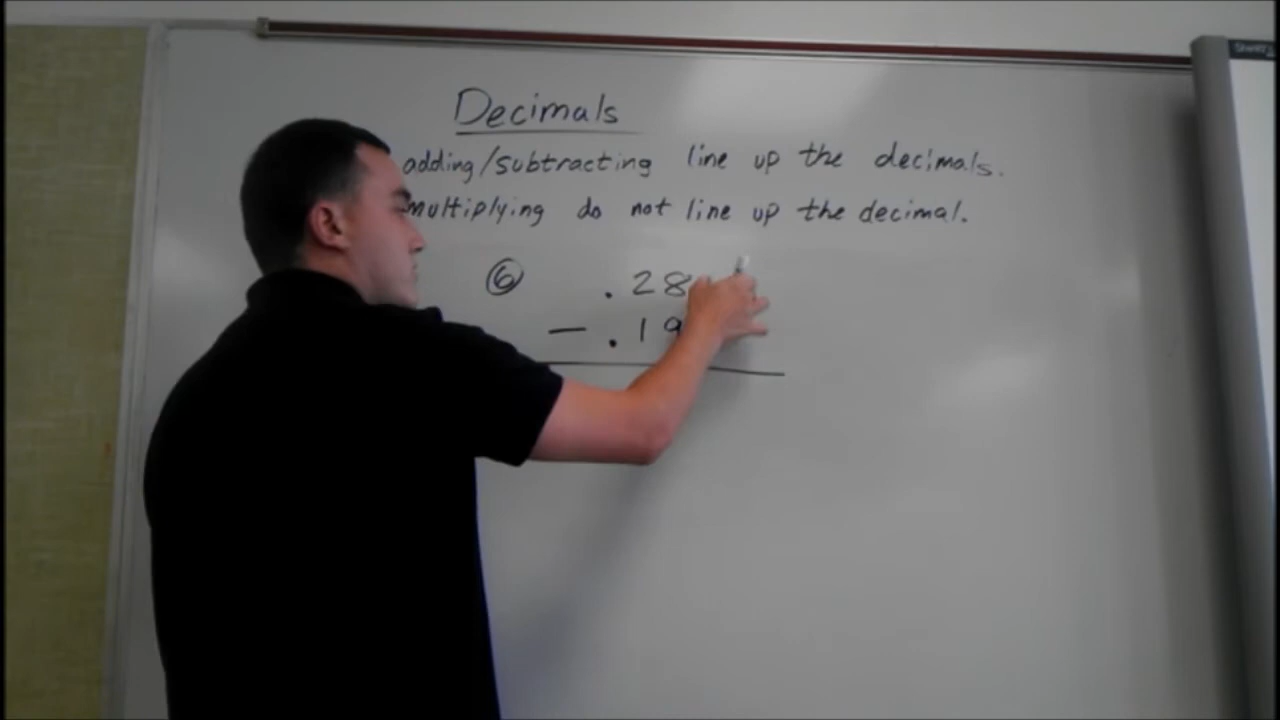 Decimals
adding/subtracting line up the decimals.
multiplying do not line up the decimal.
⑥ .28
— .19